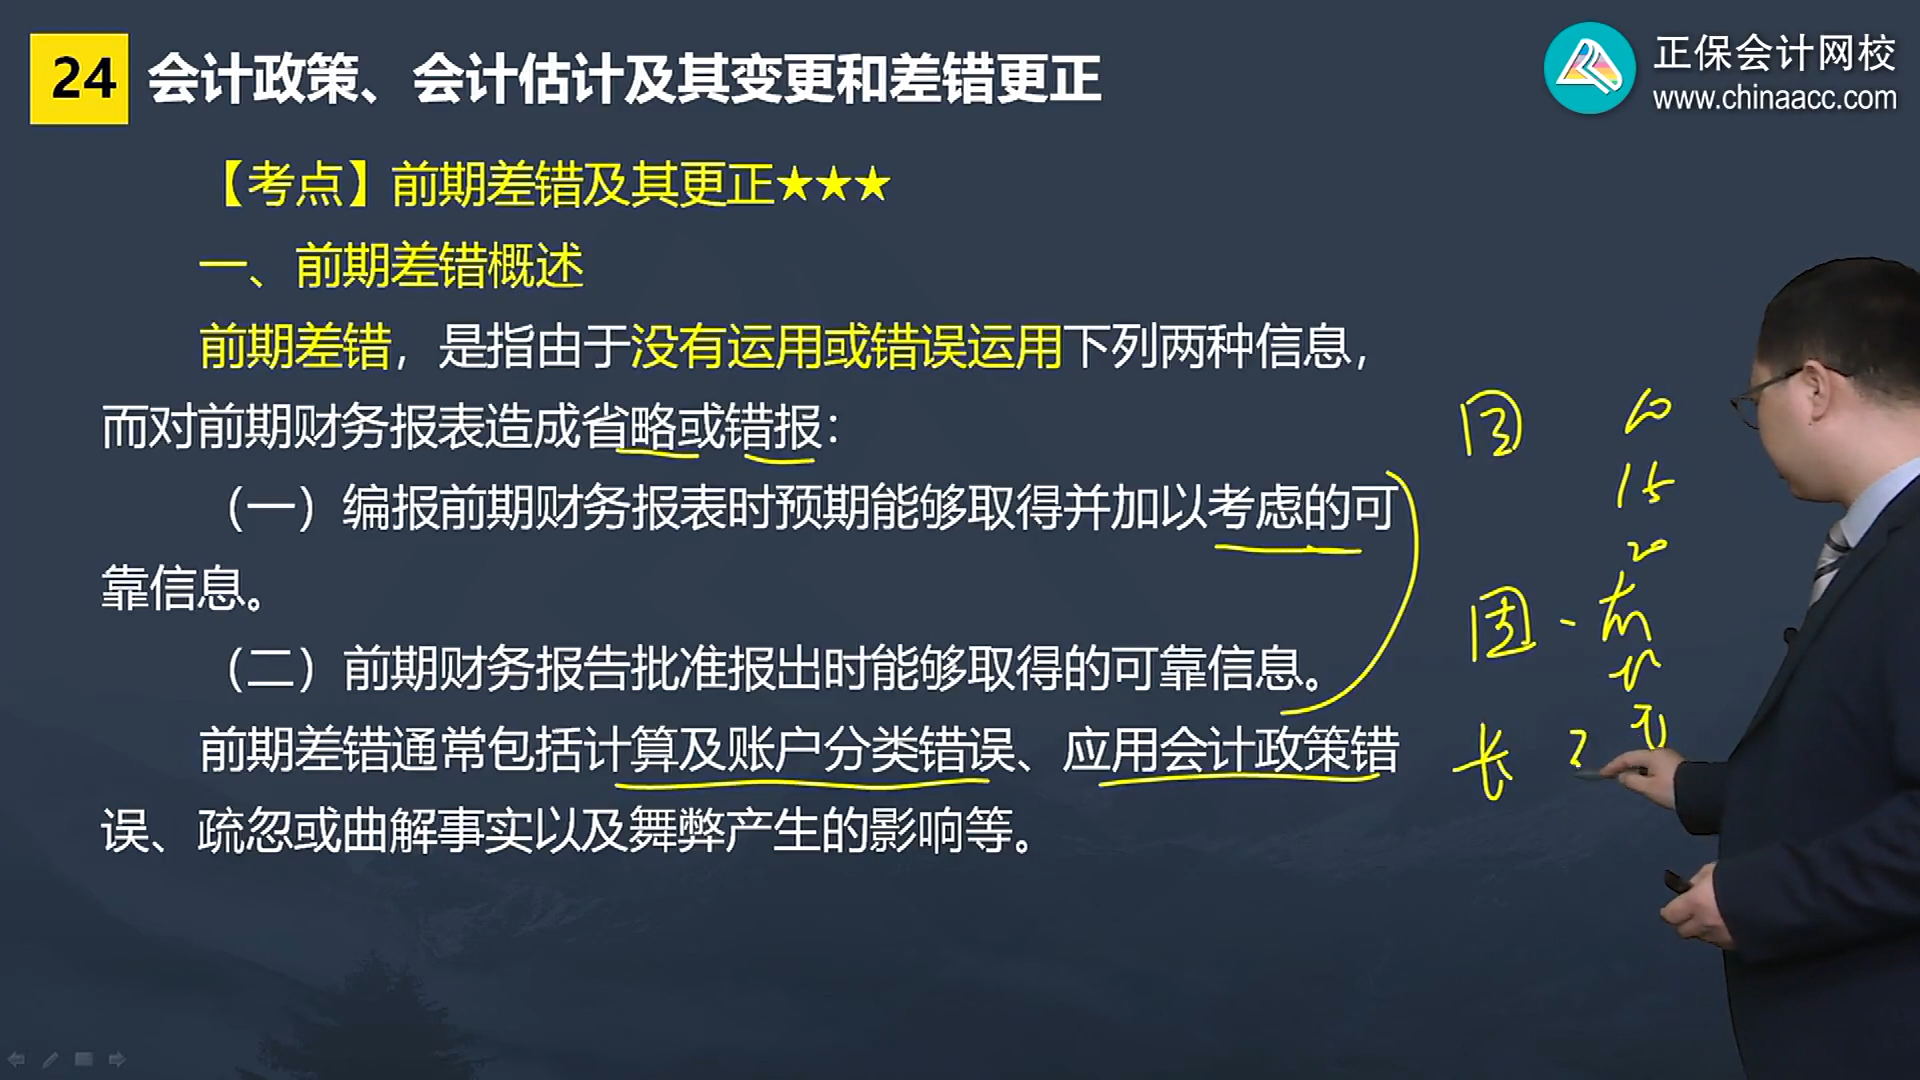 24 会计政策、会计估计及其变更和差错更正
正保会计网校
www.chinaacc.com
【考点】前期差错及其更正★★★
一、前期差错概述
前期差错，是指由于没有运用或错误运用下列两种信息，
而对前期财务报表造成省略或错报：
（一）编报前期财务报表时预期能够取得并加以考虑的可
靠信息。
（二）前期财务报告批准报出时能够取得的可靠信息。
前期差错通常包括计算及账户分类错误、应用会计政策错
误、疏忽或曲解事实以及舞弊产生的影响等。
10
15
20
固
长